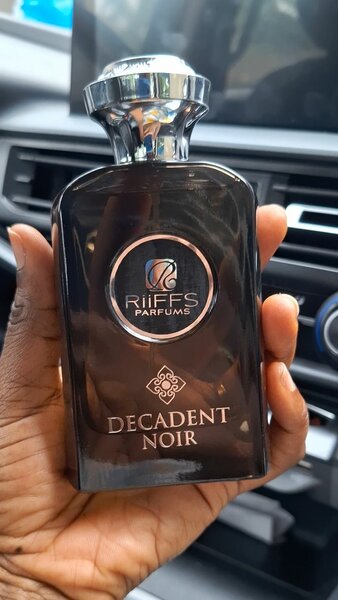 RiiFFS
PARFUMS
DECADENT
NOIR